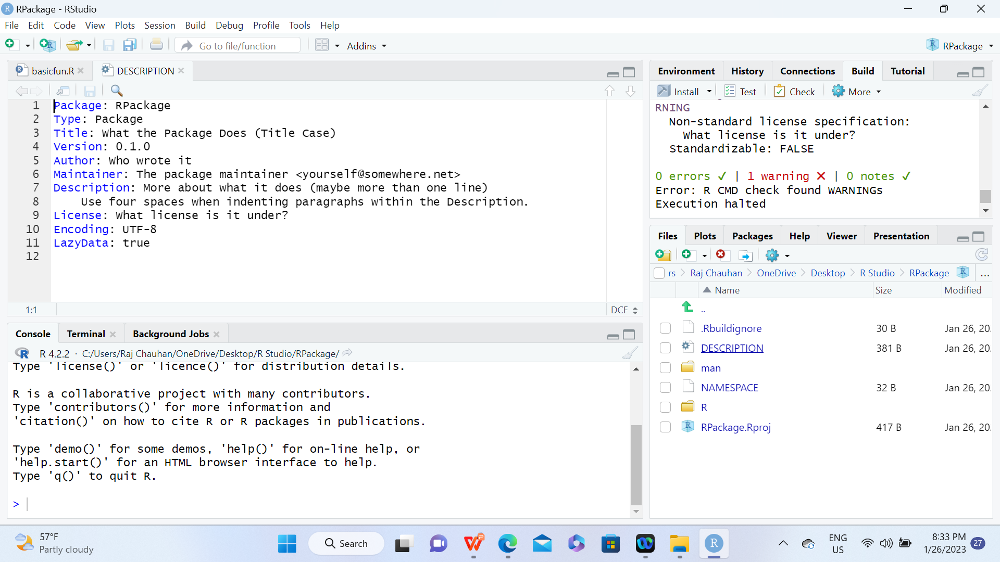 RPackage - RStudio
File Edit Code View Plots Session Build Debug Profile Tools Help
Go to file/function
Addins
RPackage
basicfun.R
DESCRIPTION
1 Package: RPackage
2 Type: Package
3 Title: What the Package Does (Title Case)
4 Version: 0.1.0
5 Author: Who wrote it
6 Maintainer: The package maintainer <yourself@somewhere.net>
7 Description: More about what it does (maybe more than one line)
8 Use four spaces when indenting paragraphs within the Description.
9 License: What license is it under?
10 Encoding: UTF-8
11 LazyData: true
12
1:1
DCF
Console Terminal Background Jobs
R 4.2.2 · C:/Users/Raj Chauhan/OneDrive/Desktop/R Studio/RPackage/
Type 'license()' or 'licence()' for distribution details.
R is a collaborative project with many contributors.
Type 'contributors()' for more information and
'citation()' on how to cite R or R packages in publications.
Type 'demo()' for some demos, 'help()' for on-line help, or
'help.start()' for an HTML browser interface to help.
Type 'q()' to quit R.
>
Environment History Connections Build Tutorial
Install Test Check More
RNING
Non-standard license specification:
What license is it under?
Standardizable: FALSE
0 errors ✓ | 1 warning ✕ | 0 notes ✓
Error: R CMD check found WARNINGs
Execution halted
Files Plots Packages Help Viewer Presentation
rs > Raj Chauhan > OneDrive > Desktop > R Studio > RPackage ...
Name Size Modified
..
.Rbuildignore 30 B Jan 26, 20
DESCRIPTION 381 B Jan 26, 20
man
NAMESPACE 32 B Jan 26, 20
R
RPackage.Rproj 417 B Jan 26, 20
57°F
Partly cloudy
Search
ENG
US
8:33 PM
1/26/2023
27